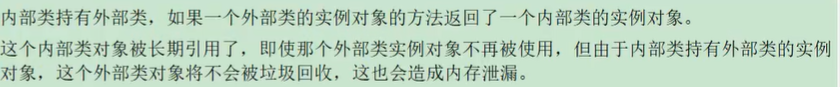 内部类持有外部类，如果一个外部类的实例对象的方法返回了一个内部类的实例对象。
这个内部类对象被长期引用了，即使那个外部类实例对象不再被使用，但由于内部类持有外部类的实例
对象，这个外部类对象将不会被垃圾回收，这也会造成内存泄漏。